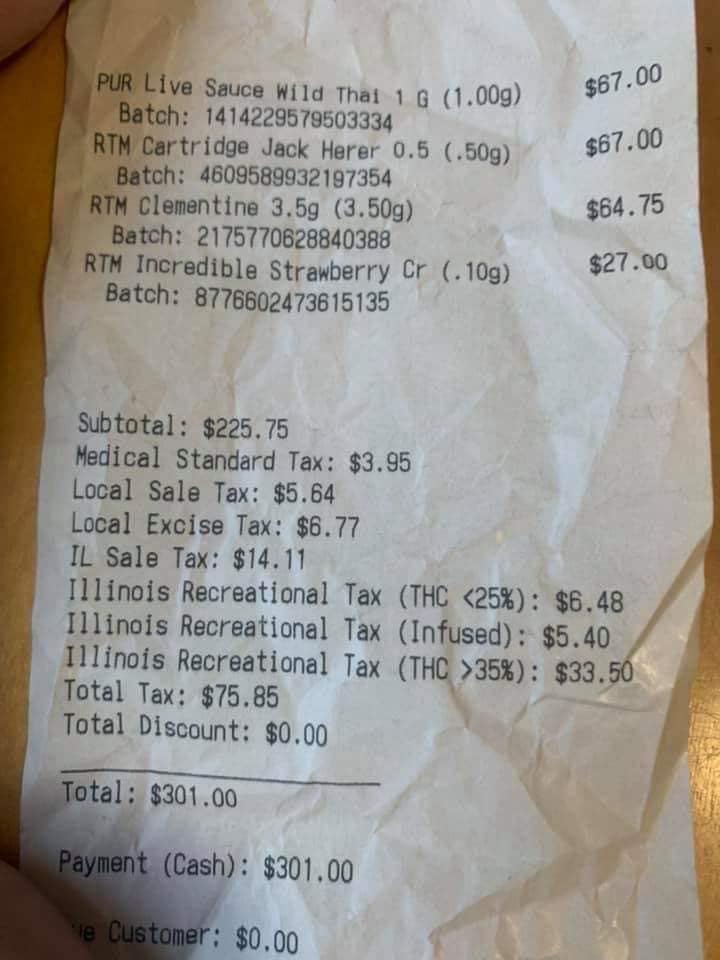 PUR Live Sauce Wild Thai 1 G (1.00g) $67.00
Batch: 1414229579503334
RTM Cartridge Jack Herer 0.5 (.50g) $67.00
Batch: 4609589932197354
RTM Clementine 3.5g (3.50g) $64.75
Batch: 2175770628840388
RTM Incredible Strawberry Cr (.10g) $27.00
Batch: 8776602473615135
Subtotal: $225.75
Medical Standard Tax: $3.95
Local Sale Tax: $5.64
Local Excise Tax: $6.77
IL Sale Tax: $14.11
Illinois Recreational Tax (THC <25%): $6.48
Illinois Recreational Tax (Infused): $5.40
Illinois Recreational Tax (THC >35%): $33.50
Total Tax: $75.85
Total Discount: $0.00
Total: $301.00
Payment (Cash): $301.00
Customer: $0.00